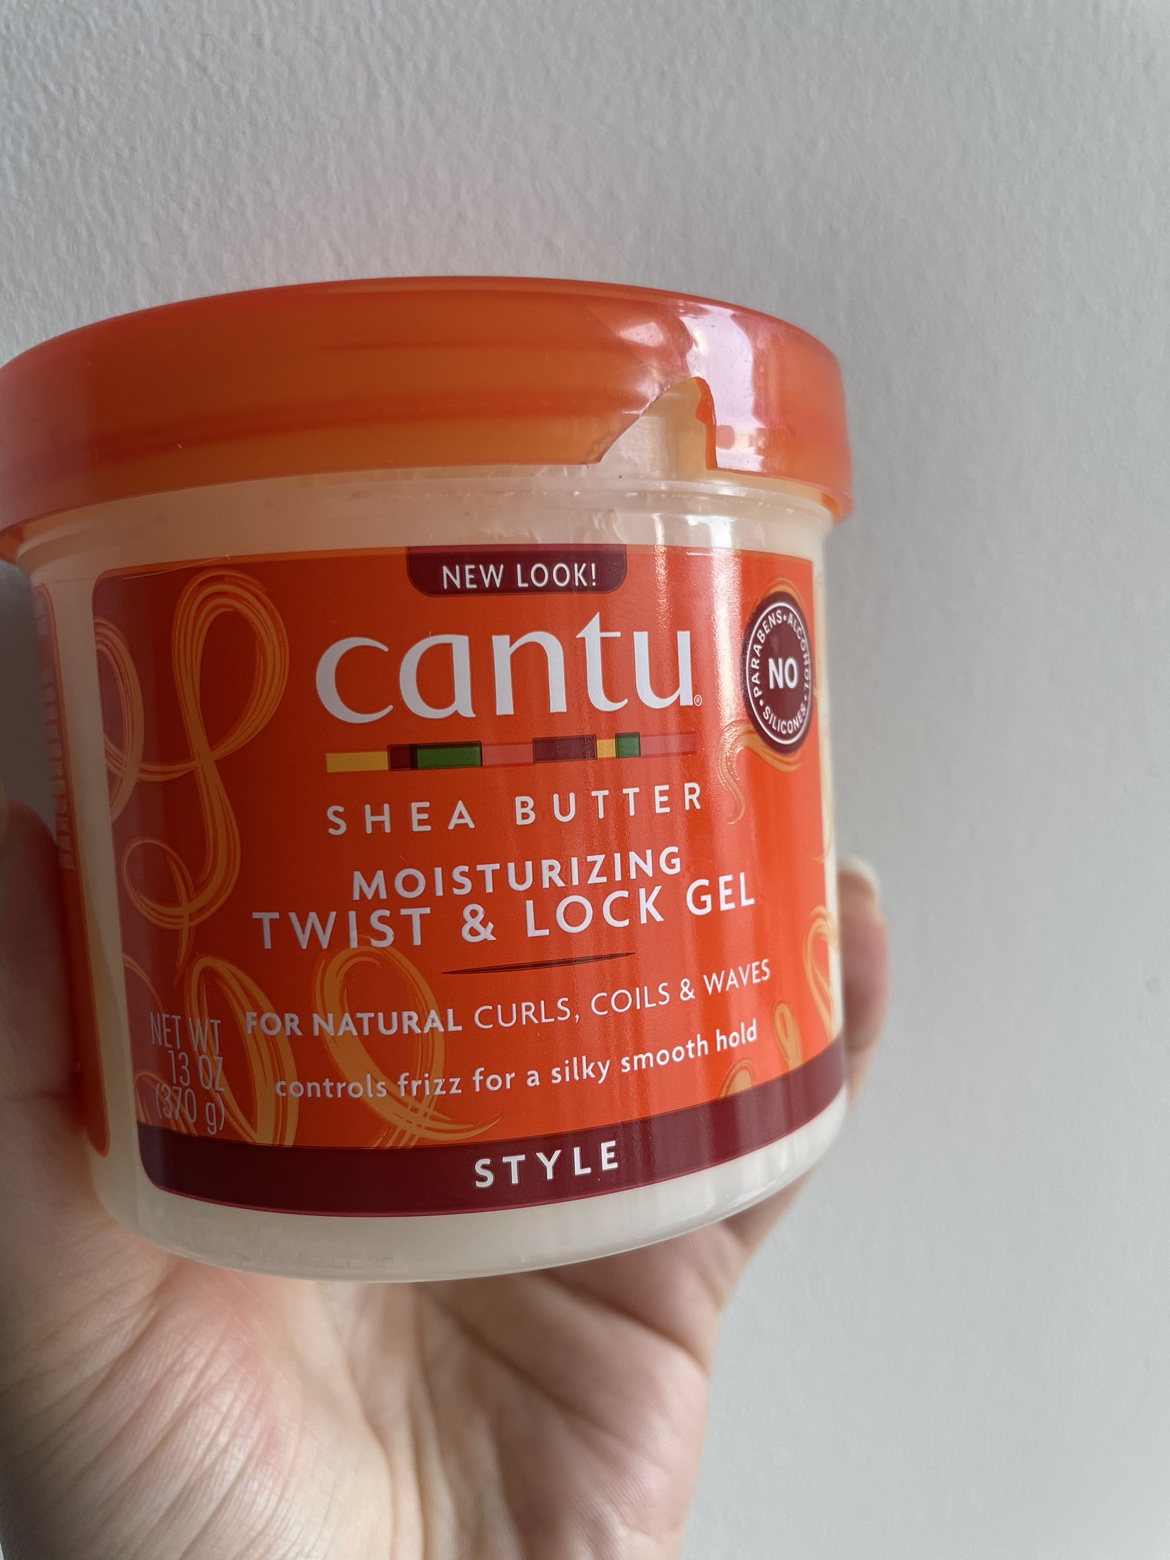 NEW LOOK!
cantu®
PARABENS • ALCOHOL • SILICONES •
NO
SHEA BUTTER
MOISTURIZING
TWIST & LOCK GEL
FOR NATURAL CURLS, COILS & WAVES
controls frizz for a silky smooth hold
NET WT
13 OZ
(370 g)
STYLE